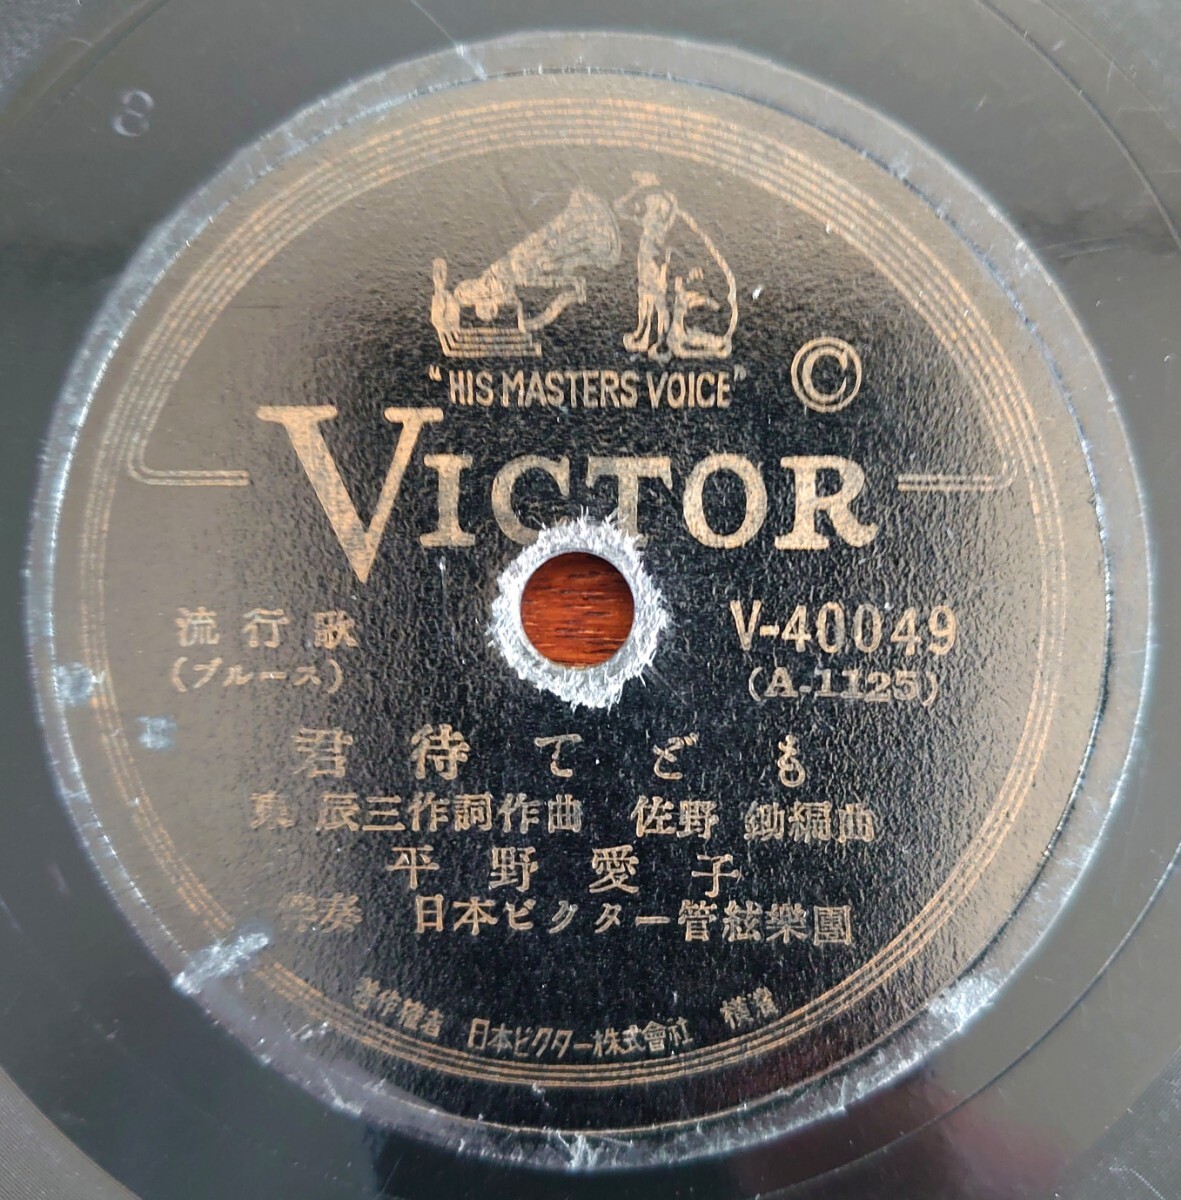 8
"HIS MASTERS VOICE" Ⓒ
VICTOR
流行歌
(ブルース)
V-40049
(A-1125)
君待てども
東辰三作詞作曲 佐野鋤編曲
平野愛子
伴奏 日本ビクター管絃樂團
著作權者 日本ビクター株式會社 橫濱